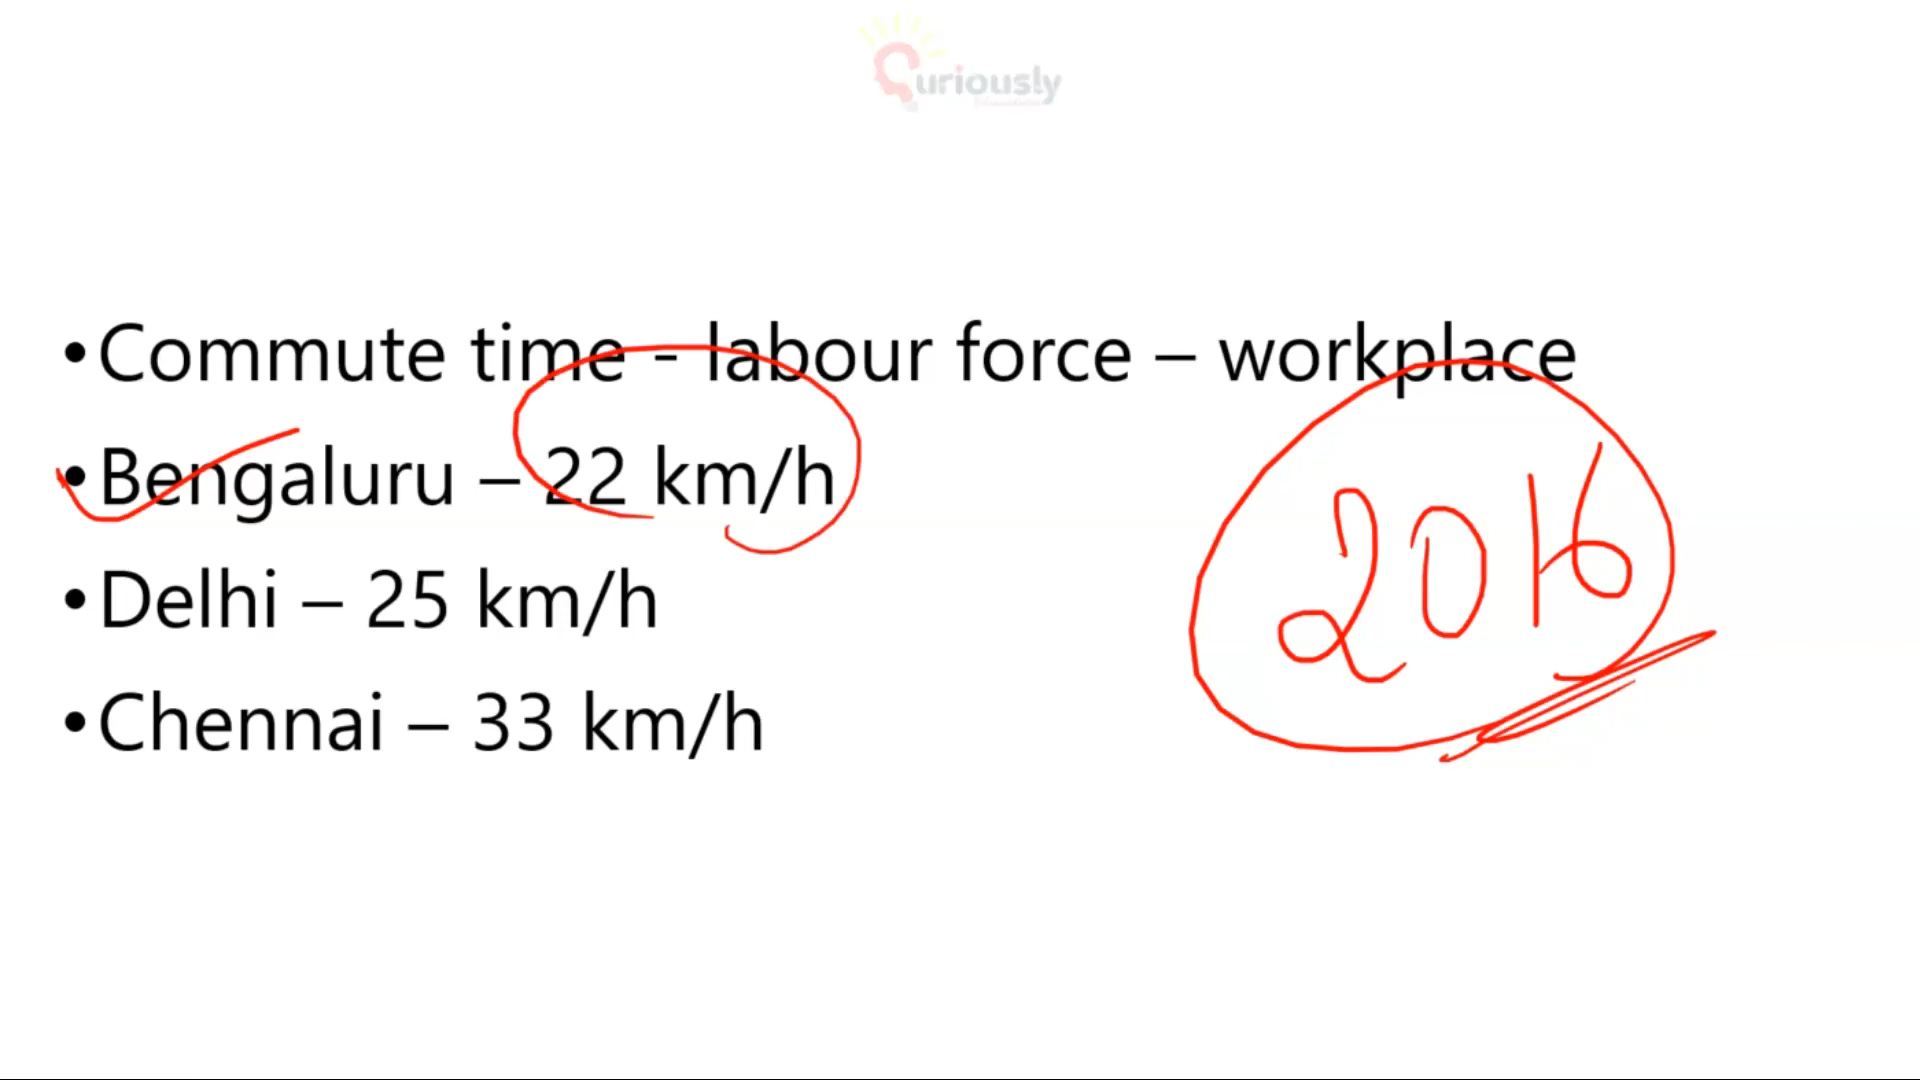 Curiously
• Commute time - labour force – workplace
• Bengaluru – 22 km/h
• Delhi – 25 km/h
• Chennai – 33 km/h
2016